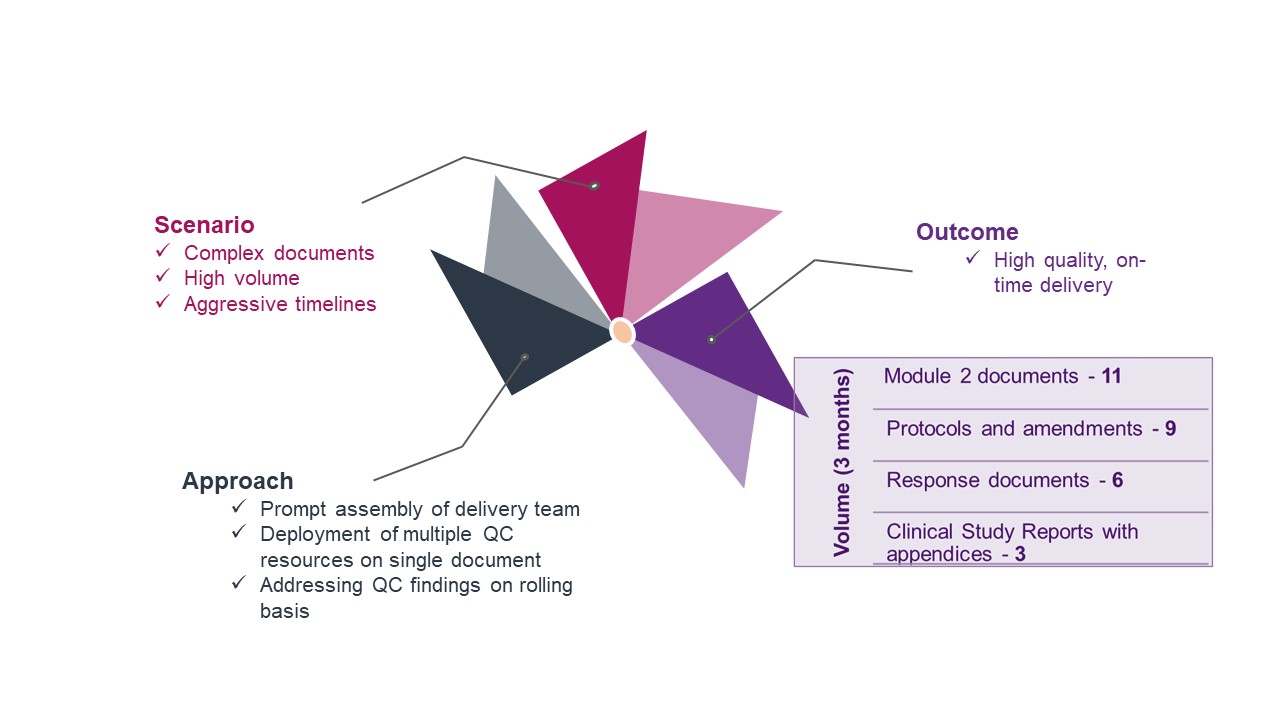 Scenario
✓ Complex documents
✓ High volume
✓ Aggressive timelines
Outcome
✓ High quality, on-
time delivery
Volume (3 months)
Module 2 documents - 11
Protocols and amendments - 9
Response documents - 6
Clinical Study Reports with
appendices - 3
Approach
✓ Prompt assembly of delivery team
✓ Deployment of multiple QC
resources on single document
✓ Addressing QC findings on rolling
basis